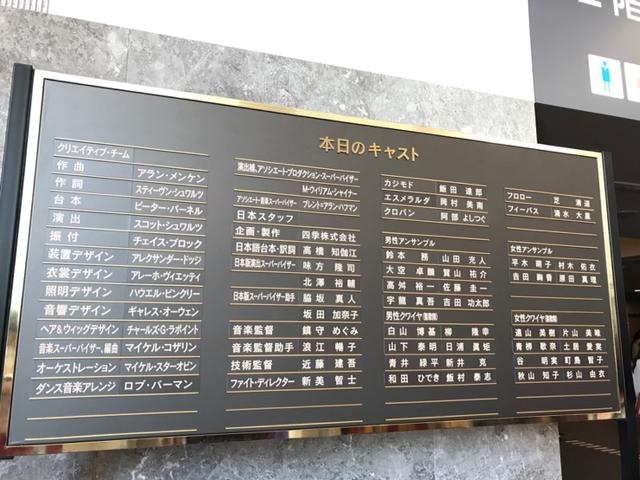 本日のキャスト
クリエイティブ・チーム
作曲 アラン・メンケン
作詞 スティーヴン・シュワルツ
台本 ピーター・パーネル
演出 スコット・シュワルツ
振付 チェイス・ブロック
装置デザイン アレクサンダー・ドッジ
衣裳デザイン アレーホ・ヴィエッティ
照明デザイン ハウエル・ビンクリー
音響デザイン ギャレス・オーウェン
ヘア&ウィッグデザイン チャールズ・G・ラポイント
音楽スーパーバイザー、編曲 マイケル・コザリン
オーケストレーション マイケル・スターオビン
ダンス音楽アレンジ ロブ・バーマン
演出補、アソシエート・プロダクション・スーパーバイザー
M・ウィリアム・シャイナー
アソシエート・音楽スーパーバイザー ブレント=アラン・ハフマン
日本スタッフ
企画・製作 四季株式会社
日本語台本・訳詞 高橋 知伽江
日本版演出スーパーバイザー 味方 隆司
北澤 裕輔
日本版スーパーバイザー助手 脇坂 真人
坂田 加奈子
音楽監督 鎮守 めぐみ
音楽監督助手 浪江 暢子
技術監督 近藤 建吾
ファイト・ディレクター 新美 智士
カジモド 飯田 達郎
エスメラルダ 岡村 美南
クロパン 阿部 よしつぐ
男性アンサンブル
鈴本 務 山田 充人
大空 卓鵬 賀山 祐介
高舛 裕一 佐藤 圭一
宇龍 真吾 吉田 功太郎
男性クワイヤ(聖歌隊)
白山 博基 柳 隆幸
山下 泰明 日浦 眞矩
青井 緑平 新井 克
和田 ひでき 飯村 泰志
フロロー 芝 清道
フィーバス 清水 大星
女性アンサンブル
平木 萌子 村木 佑衣
吉田 絢香 原田 真理
女性クワイヤ(聖歌隊)
遠山 美樹 片山 美唯
青柳 歌奈 土居 愛実
谷 明実 町島 智子
秋山 知子 杉山 由衣